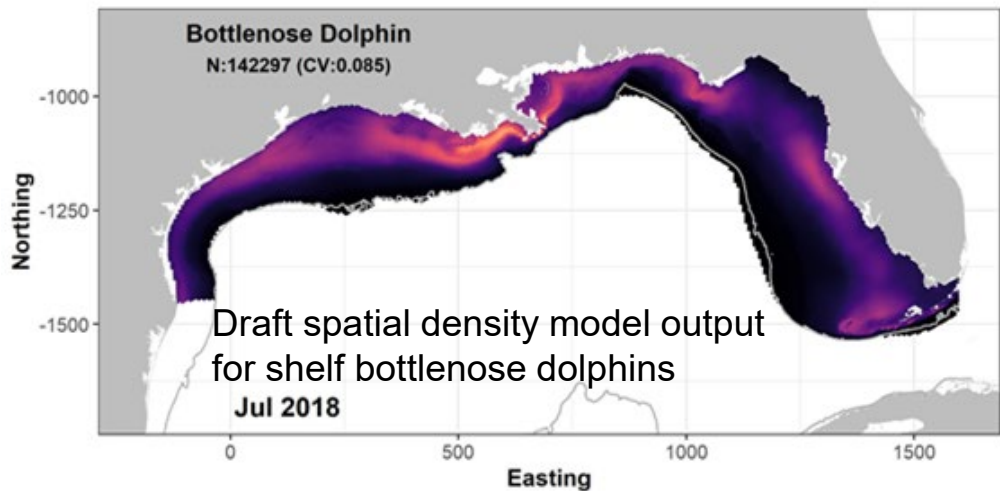 Bottlenose Dolphin
N:142297 (CV:0.085)
-1000
-1250
-1500
Northing
Draft spatial density model output
for shelf bottlenose dolphins
Jul 2018
0
500
1000
1500
Easting